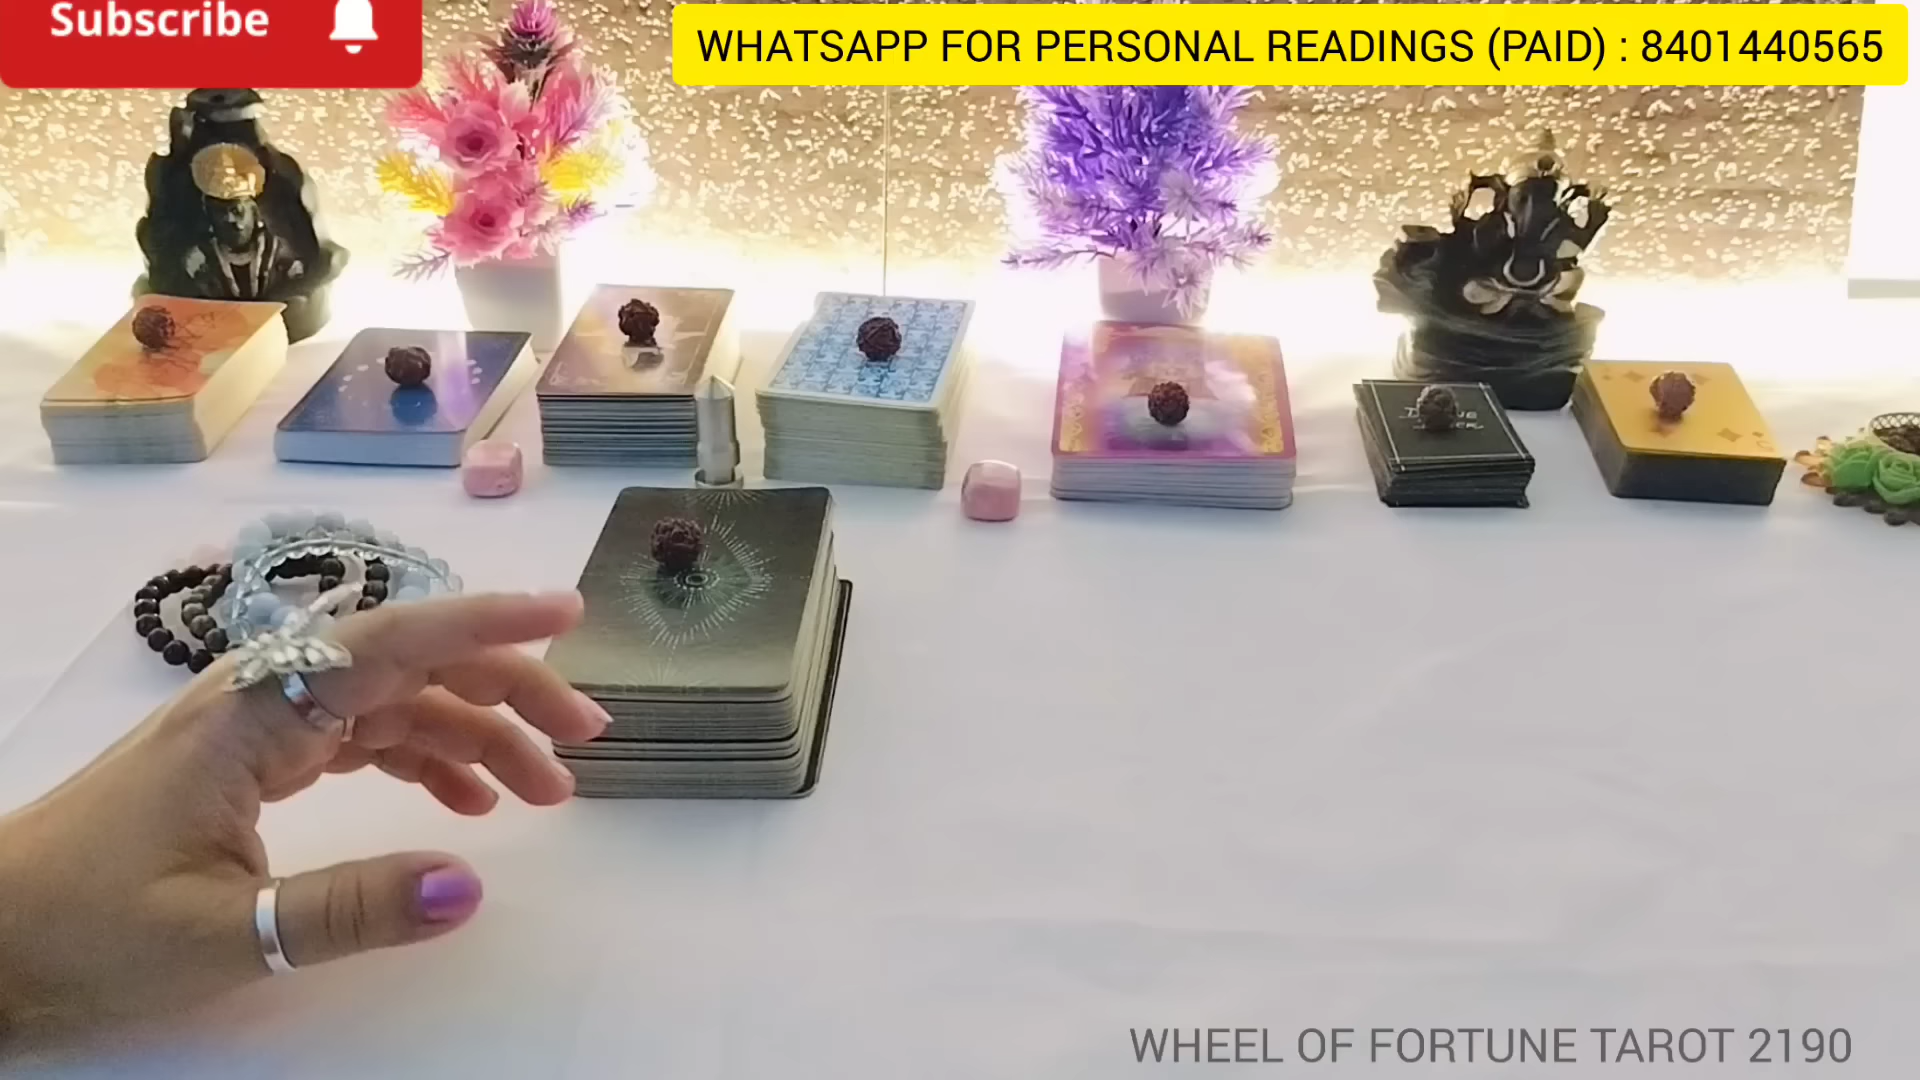 Subscribe
WHATSAPP FOR PERSONAL READINGS (PAID) : 8401440565
WHEEL OF FORTUNE TAROT 2190